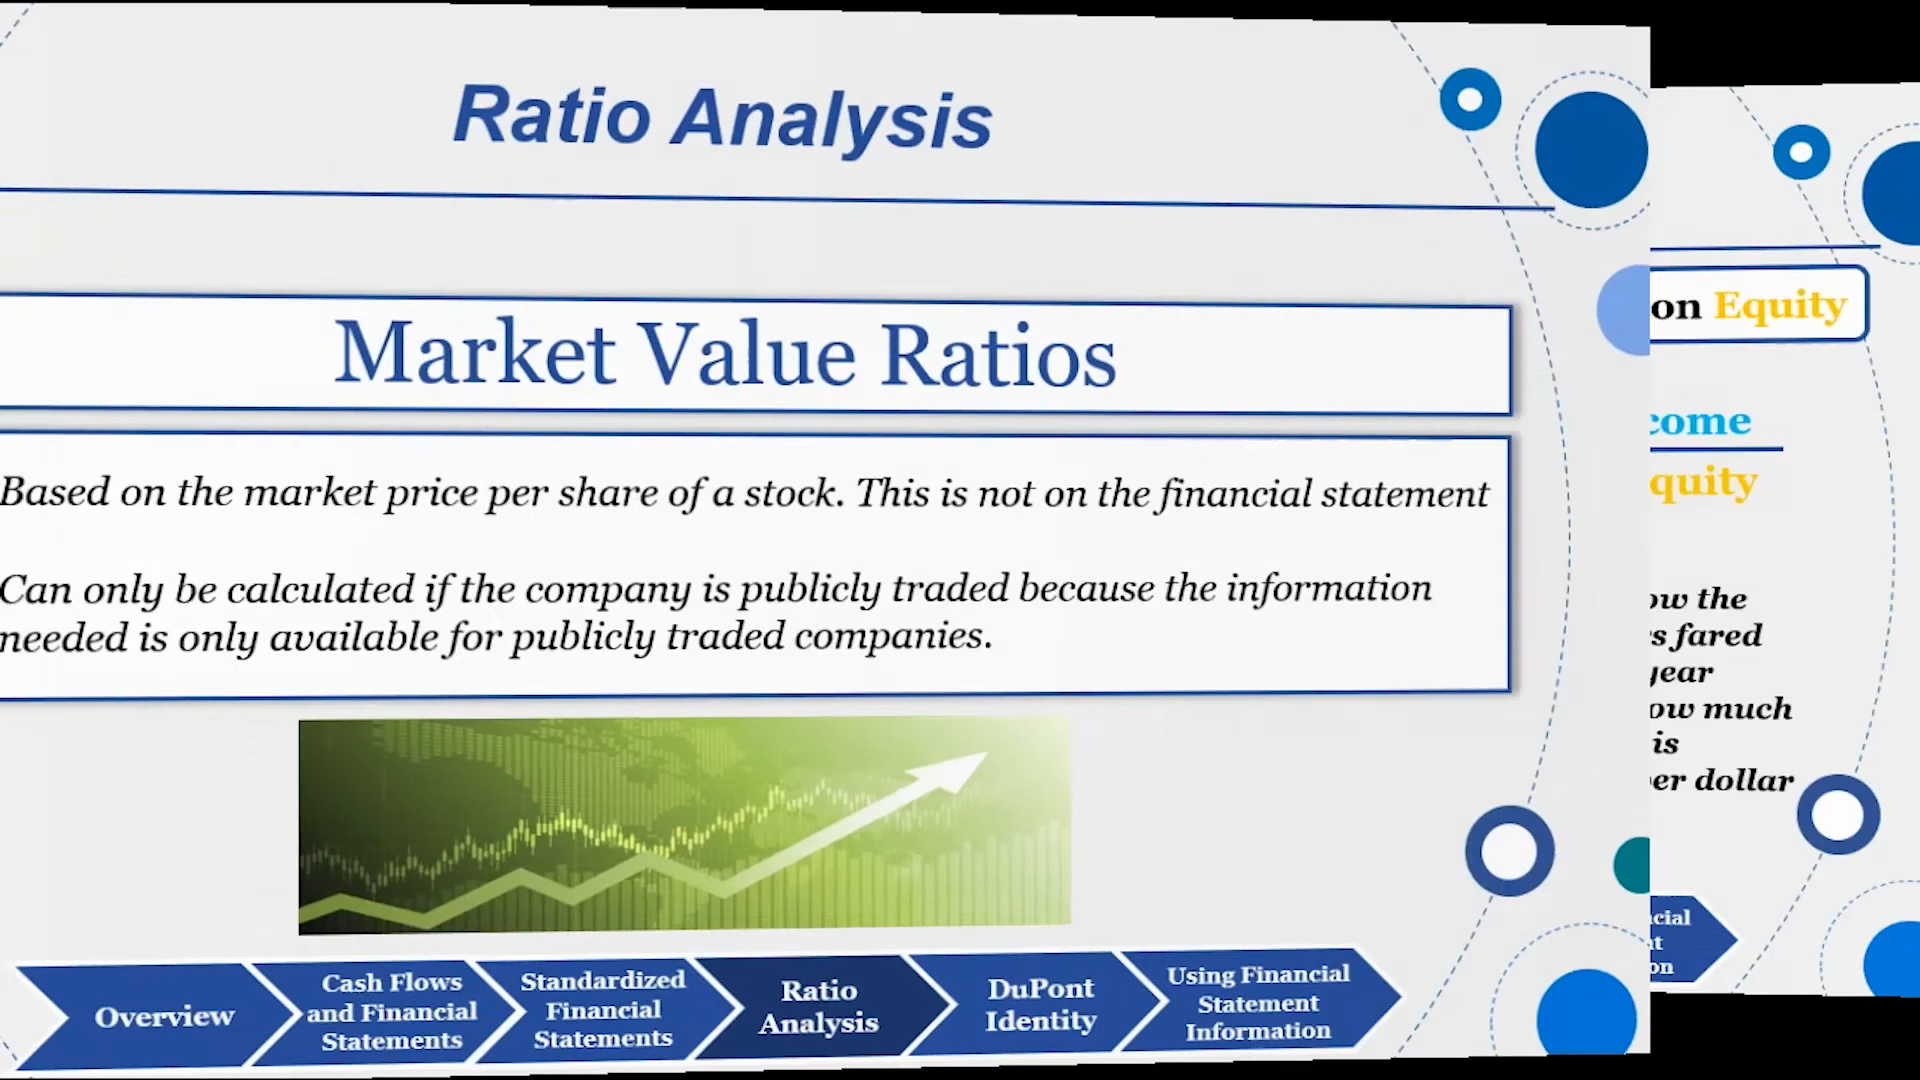 Ratio Analysis
Market Value Ratios
Based on the market price per share of a stock. This is not on the financial statement
Can only be calculated if the company is publicly traded because the information
needed is only available for publicly traded companies.
Overview
Cash Flows
and Financial
Statements
Standardized
Financial
Statements
Ratio
Analysis
DuPont
Identity
Using Financial
Statement
Information
on Equity
the
fared
year
much
is
dollar